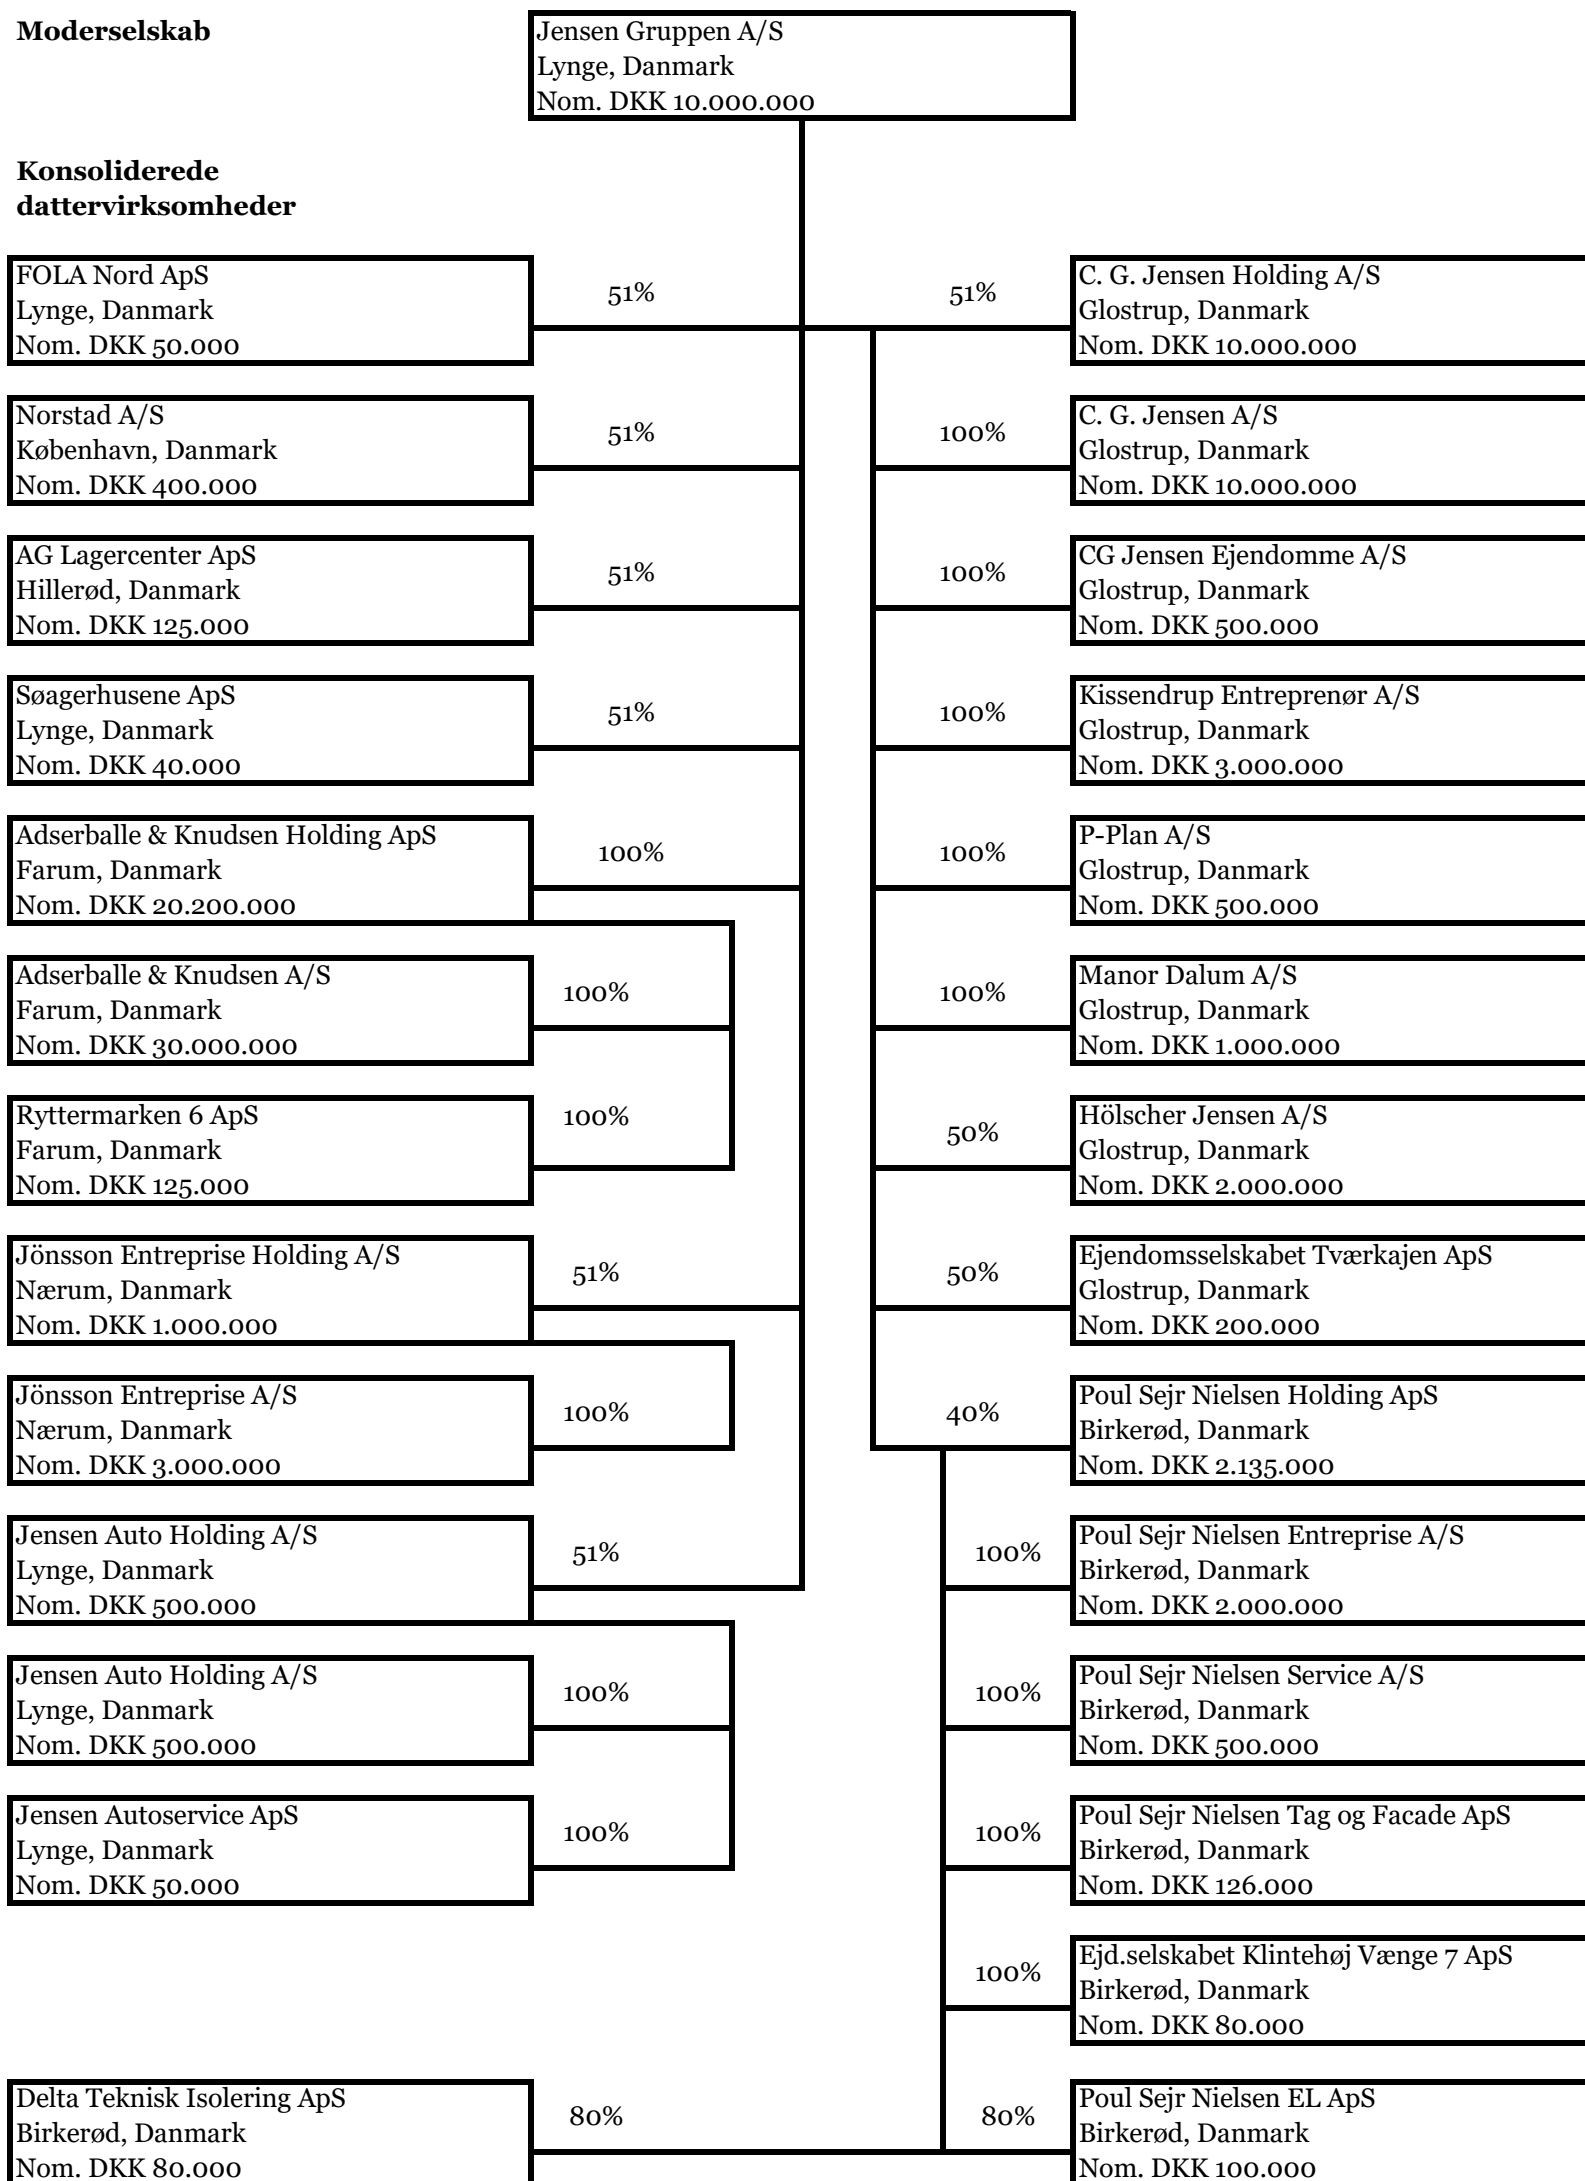 Moderselskab
Jensen Gruppen A/S
Lynge, Danmark
Nom. DKK 10.000.000
Konsoliderede
dattervirksomheder
FOLA Nord ApS
Lynge, Danmark
Nom. DKK 50.000
51%
51%
C. G. Jensen Holding A/S
Glostrup, Danmark
Nom. DKK 10.000.000
Norstad A/S
København, Danmark
Nom. DKK 400.000
51%
100%
C. G. Jensen A/S
Glostrup, Danmark
Nom. DKK 10.000.000
AG Lagercenter ApS
Hillerød, Danmark
Nom. DKK 125.000
51%
100%
CG Jensen Ejendomme A/S
Glostrup, Danmark
Nom. DKK 500.000
Søagerhusene ApS
Lynge, Danmark
Nom. DKK 40.000
51%
100%
Kissendrup Entreprenør A/S
Glostrup, Danmark
Nom. DKK 3.000.000
Adserballe & Knudsen Holding ApS
Farum, Danmark
Nom. DKK 20.200.000
100%
100%
P-Plan A/S
Glostrup, Danmark
Nom. DKK 500.000
Adserballe & Knudsen A/S
Farum, Danmark
Nom. DKK 30.000.000
100%
100%
Manor Dalum A/S
Glostrup, Danmark
Nom. DKK 1.000.000
Ryttermarken 6 ApS
Farum, Danmark
Nom. DKK 125.000
100%
50%
Hölscher Jensen A/S
Glostrup, Danmark
Nom. DKK 2.000.000
Jönsson Entreprise Holding A/S
Nærum, Danmark
Nom. DKK 1.000.000
51%
50%
Ejendomsselskabet Tværkajen ApS
Glostrup, Danmark
Nom. DKK 200.000
Jönsson Entreprise A/S
Nærum, Danmark
Nom. DKK 3.000.000
100%
40%
Poul Sejr Nielsen Holding ApS
Birkerød, Danmark
Nom. DKK 2.135.000
Jensen Auto Holding A/S
Lynge, Danmark
Nom. DKK 500.000
51%
100%
Poul Sejr Nielsen Entreprise A/S
Birkerød, Danmark
Nom. DKK 2.000.000
Jensen Auto Holding A/S
Lynge, Danmark
Nom. DKK 500.000
100%
100%
Poul Sejr Nielsen Service A/S
Birkerød, Danmark
Nom. DKK 500.000
Jensen Autoservice ApS
Lynge, Danmark
Nom. DKK 50.000
100%
100%
Poul Sejr Nielsen Tag og Facade ApS
Birkerød, Danmark
Nom. DKK 126.000
100%
Ejd.selskabet Klintehøj Vænge 7 ApS
Birkerød, Danmark
Nom. DKK 80.000
Delta Teknisk Isolering ApS
Birkerød, Danmark
Nom. DKK 80.000
80%
80%
Poul Sejr Nielsen EL ApS
Birkerød, Danmark
Nom. DKK 100.000